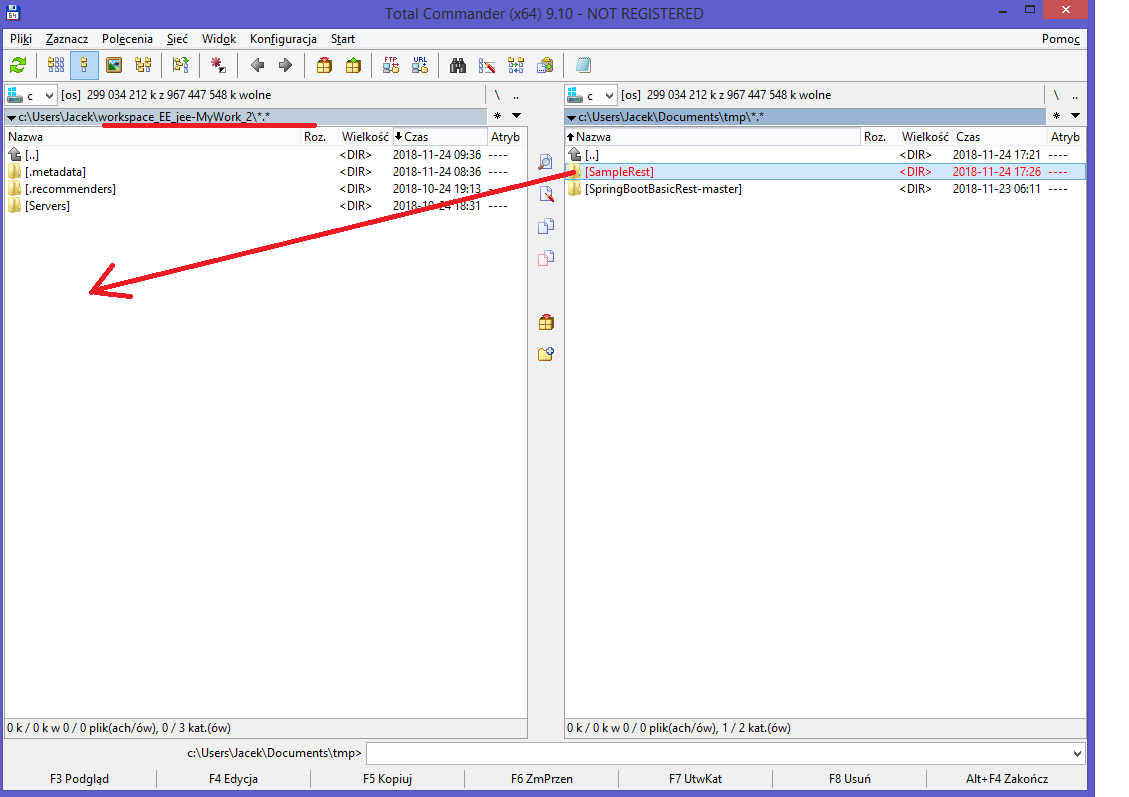 Total Commander (x64) 9.10 - NOT REGISTERED
Pliki Zaznacz Polecenia Sieć Widok Konfiguracja Start Pomoc
FTP URL
c [os] 299 034 212 k z 967 447 548 k wolne \ ..
c [os] 299 034 212 k z 967 447 548 k wolne \ ..
c:\Users\Jacek\workspace_EE_jee-MyWork_2\*.* *
c:\Users\Jacek\Documents\tmp\*.* *
Nazwa Roz. Wielkość Czas Atryb
[..] <DIR> 2018-11-24 09:36 ----
[.metadata] <DIR> 2018-11-24 08:36 ----
[.recommenders] <DIR> 2018-10-24 19:13 ----
[Servers] <DIR> 2018-10-24 18:31 ----
Nazwa Roz. Wielkość Czas Atryb
[..] <DIR> 2018-11-24 17:21 ----
[SampleRest] <DIR> 2018-11-24 17:26 ----
[SpringBootBasicRest-master] <DIR> 2018-11-23 06:11 ----
0 k / 0 k w 0 / 0 plik(ach/ów), 0 / 3 kat.(ów)
0 k / 0 k w 0 / 0 plik(ach/ów), 1 / 2 kat.(ów)
c:\Users\Jacek\Documents\tmp>
F3 Podgląd F4 Edycja F5 Kopiuj F6 ZmPrzen F7 UtwKat F8 Usuń Alt+F4 Zakończ